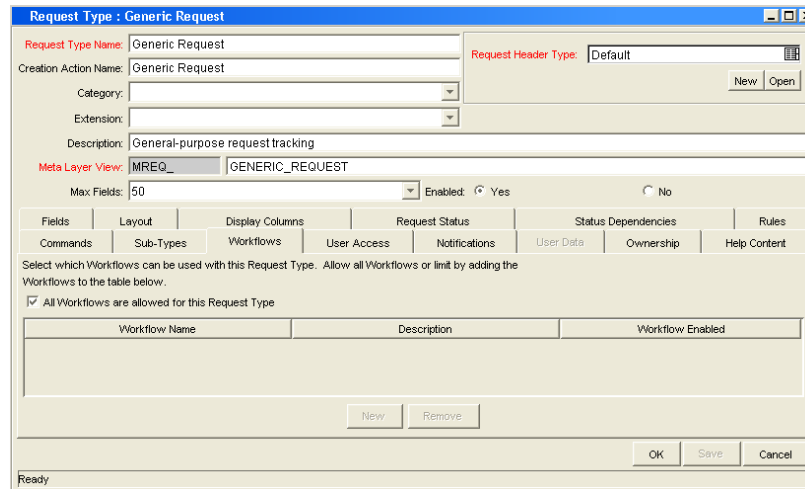 Request Type : Generic Request
Request Type Name: Generic Request
Request Header Type: Default
Creation Action Name: Generic Request
New Open
Category:
Extension:
Description: General-purpose request tracking
Meta Layer View: MREQ_ GENERIC_REQUEST
Max Fields: 50 Enabled: Yes No
Fields Layout Display Columns Request Status Status Dependencies Rules
Commands Sub-Types Workflows User Access Notifications User Data Ownership Help Content
Select which Workflows can be used with this Request Type. Allow all Workflows or limit by adding the
Workflows to the table below.
All Workflows are allowed for this Request Type
Workflow Name Description Workflow Enabled
New Remove
OK Save Cancel
Ready